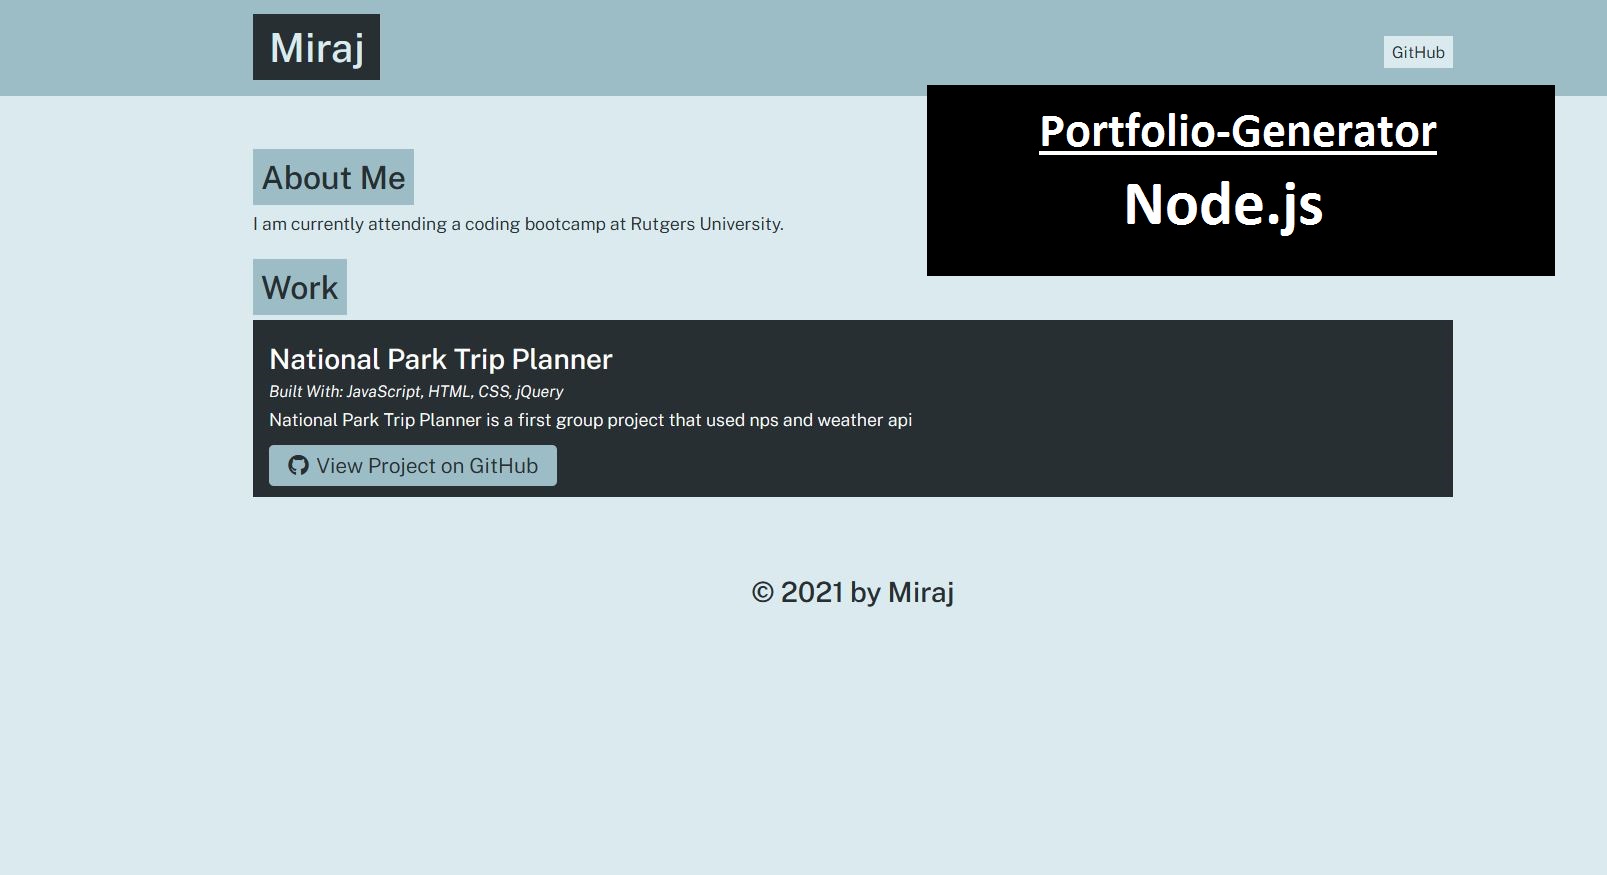 Miraj
GitHub
Portfolio-Generator
Node.js
About Me
I am currently attending a coding bootcamp at Rutgers University.
Work
National Park Trip Planner
Built With: JavaScript, HTML, CSS, jQuery
National Park Trip Planner is a first group project that used nps and weather api
View Project on GitHub
© 2021 by Miraj